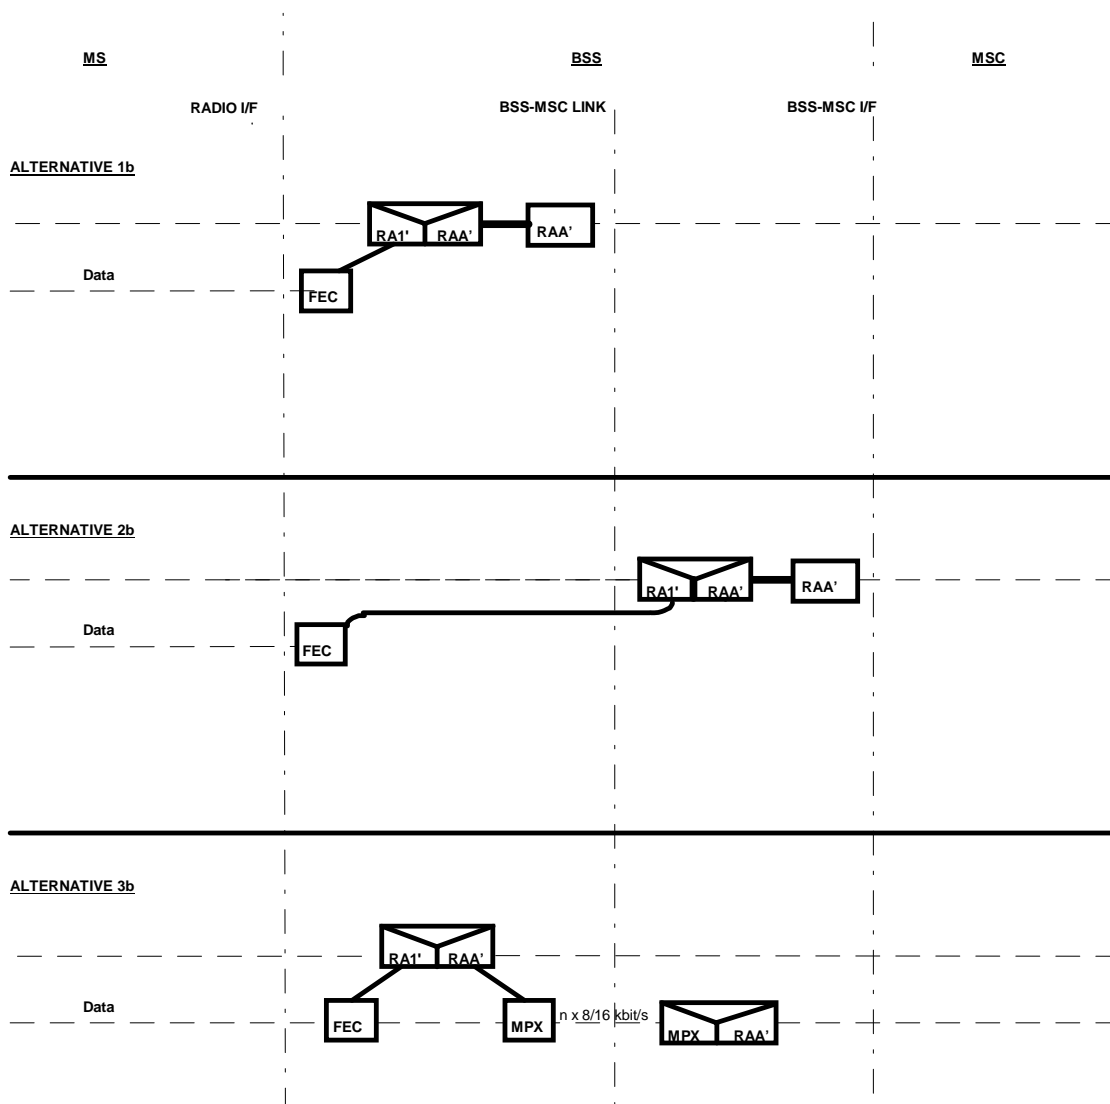 MS BSS MSC
RADIO I/F BSS-MSC LINK BSS-MSC I/F
ALTERNATIVE 1b
RA1' RAA' RAA'
Data
FEC
ALTERNATIVE 2b
RA1' RAA' RAA'
Data
FEC
ALTERNATIVE 3b
RA1' RAA'
Data
FEC MPX n x 8/16 kbit/s MPX RAA'